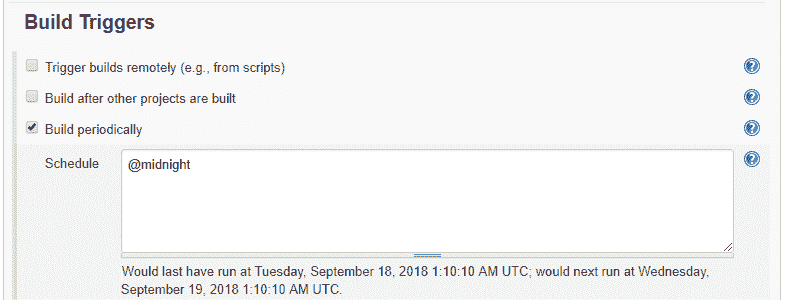 Build Triggers
Trigger builds remotely (e.g., from scripts)
Build after other projects are built
Build periodically
Schedule
@midnight
Would last have run at Tuesday, September 18, 2018 1:10:10 AM UTC; would next run at Wednesday,
September 19, 2018 1:10:10 AM UTC.